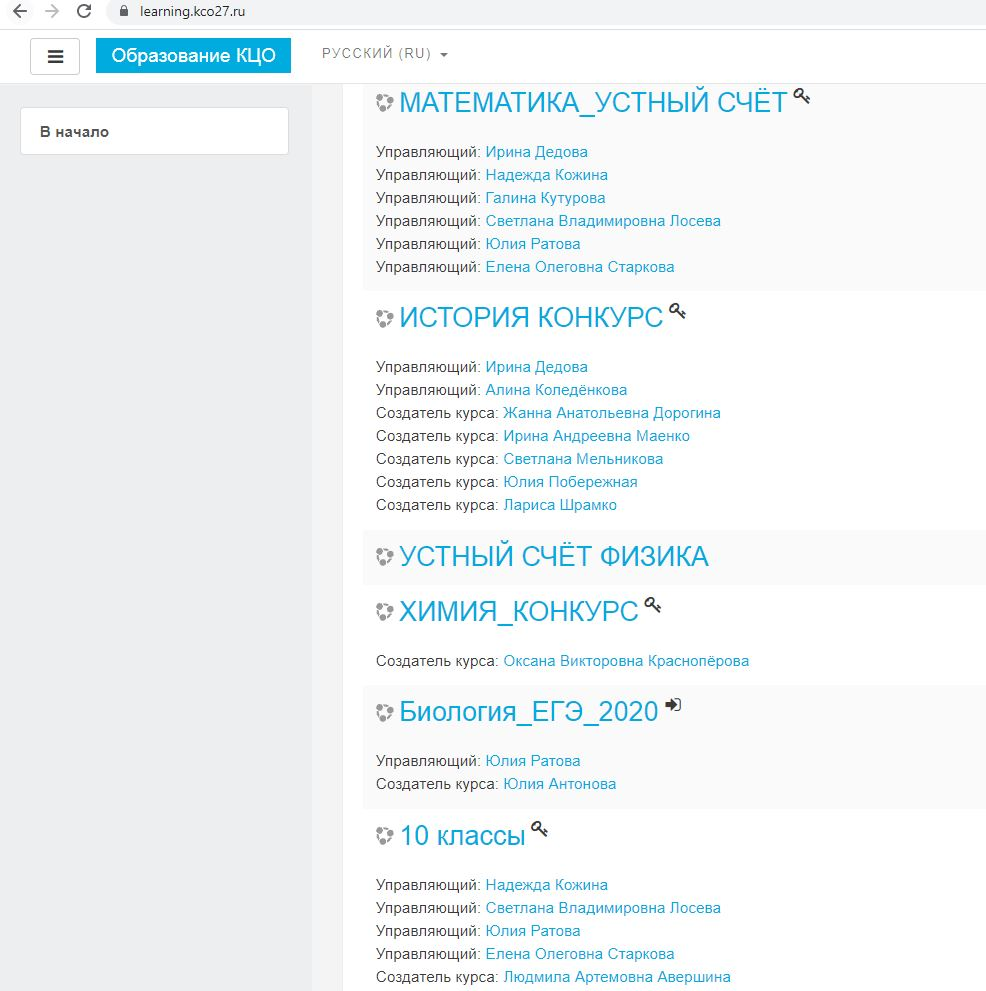 learning.kco27.ru
Образование КЦО
РУССКИЙ (RU)
В начало
МАТЕМАТИКА_УСТНЫЙ СЧЁТ
Управляющий: Ирина Дедова
Управляющий: Надежда Кожина
Управляющий: Галина Кутурова
Управляющий: Светлана Владимировна Лосева
Управляющий: Юлия Ратова
Управляющий: Елена Олеговна Старкова
ИСТОРИЯ КОНКУРС
Управляющий: Ирина Дедова
Управляющий: Алина Коледёнкова
Создатель курса: Жанна Анатольевна Дорогина
Создатель курса: Ирина Андреевна Маенко
Создатель курса: Светлана Мельникова
Создатель курса: Юлия Побережная
Создатель курса: Лариса Шрамко
УСТНЫЙ СЧЁТ ФИЗИКА
ХИМИЯ_КОНКУРС
Создатель курса: Оксана Викторовна Краснопёрова
Биология_ЕГЭ_2020
Управляющий: Юлия Ратова
Создатель курса: Юлия Антонова
10 классы
Управляющий: Надежда Кожина
Управляющий: Светлана Владимировна Лосева
Управляющий: Юлия Ратова
Управляющий: Елена Олеговна Старкова
Создатель курса: Людмила Артемовна Авершина